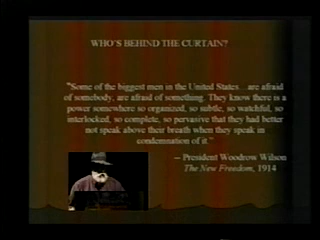 WHO'S BEHIND THE CURTAIN?
"Some of the biggest men in the United States...are afraid
of somebody, are afraid of something. They know there is a
power somewhere so organized, so subtle, so watchful, so
interlocked, so complete, so pervasive that they had better
not speak above their breath when they speak in
condemnation of it."
-- President Woodrow Wilson
The New Freedom, 1914